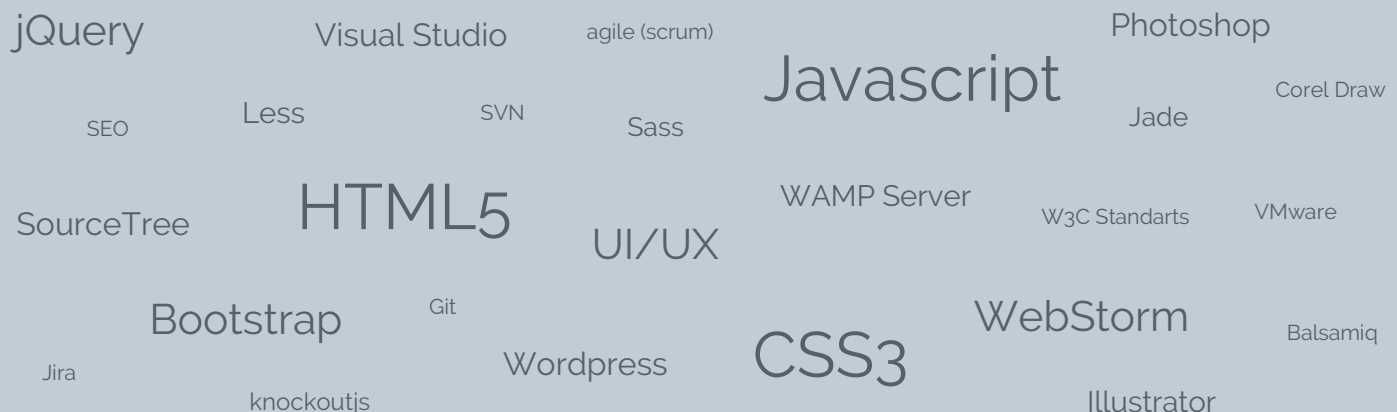 jQuery
Visual Studio
agile (scrum)
Photoshop
Javascript
Corel Draw
Less
SVN
Jade
SEO
Sass
HTML5
WAMP Server
SourceTree
W3C Standarts
VMware
UI/UX
Bootstrap
Git
WebStorm
Balsamiq
CSS3
Wordpress
Jira
knockoutjs
Illustrator